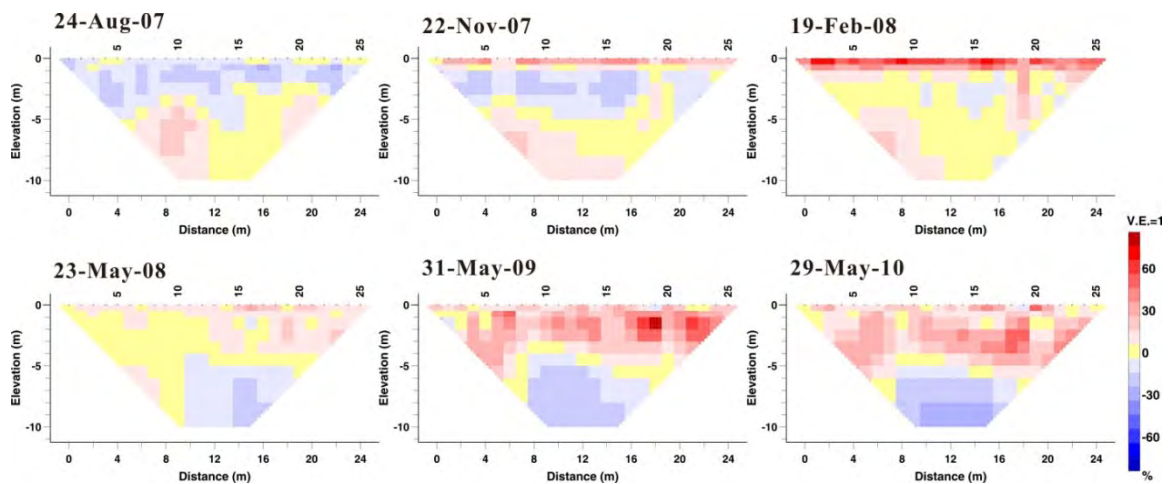 24-Aug-07
22-Nov-07
19-Feb-08
5 10 15 20 25
5 10 15 20 25
5 10 15 20 25
0
-5
-10
Elevation (m)
0
-5
-10
Elevation (m)
0
-5
-10
Elevation (m)
0 4 8 12 16 20 24
0 4 8 12 16 20 24
0 4 8 12 16 20 24
Distance (m)
Distance (m)
Distance (m)
V.E.=1
23-May-08
31-May-09
29-May-10
5 10 15 20 25
5 10 15 20 25
5 10 15 20 25
0
-5
-10
Elevation (m)
0
-5
-10
Elevation (m)
0
-5
-10
Elevation (m)
0 4 8 12 16 20 24
0 4 8 12 16 20 24
0 4 8 12 16 20 24
Distance (m)
Distance (m)
Distance (m)
60
30
0
-30
-60
%